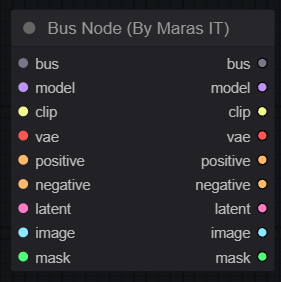 Bus Node (By Maras IT)
bus bus
model model
clip clip
vae vae
positive positive
negative negative
latent latent
image image
mask mask